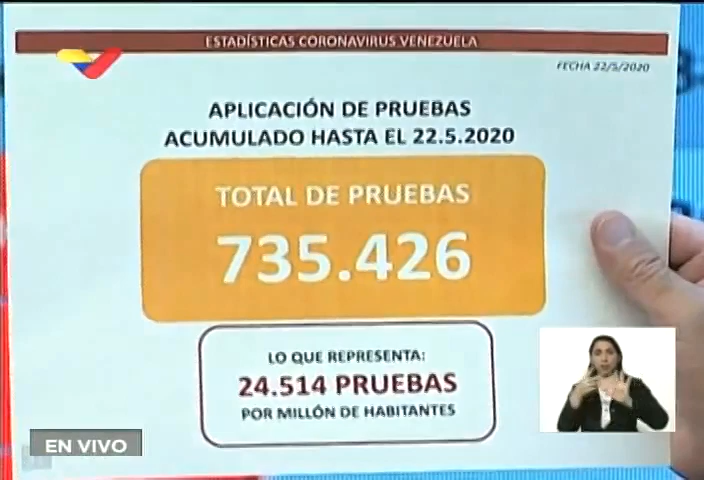 ESTADÍSTICAS CORONAVIRUS VENEZUELA
FECHA 22/5/2020
APLICACIÓN DE PRUEBAS
ACUMULADO HASTA EL 22.5.2020
TOTAL DE PRUEBAS
735.426
LO QUE REPRESENTA:
24.514 PRUEBAS
POR MILLÓN DE HABITANTES
EN VIVO